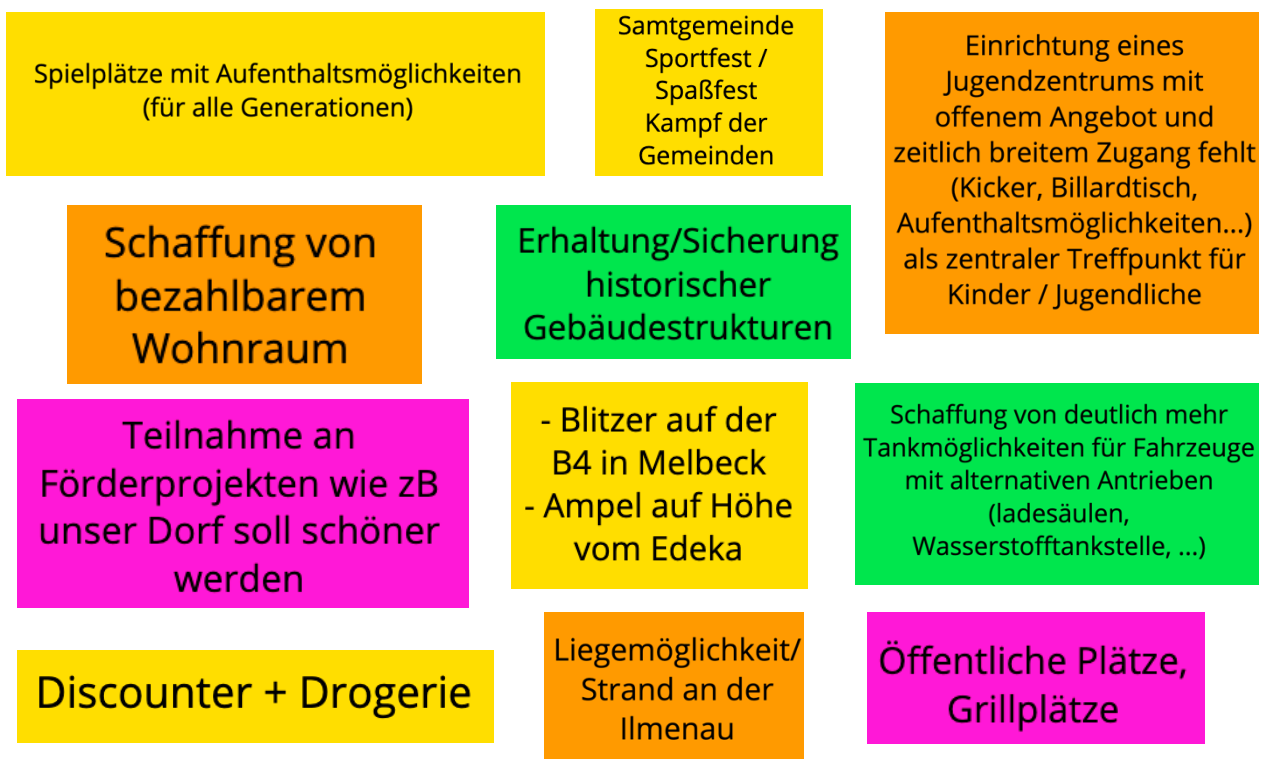 Spielplätze mit Aufenthaltsmöglichkeiten
(für alle Generationen)
Samtgemeinde
Sportfest /
Spaßfest
Kampf der
Gemeinden
Einrichtung eines
Jugendzentrums mit
offenem Angebot und
zeitlich breitem Zugang fehlt
(Kicker, Billardtisch,
Aufenthaltsmöglichkeiten...)
als zentraler Treffpunkt für
Kinder / Jugendliche
Schaffung von
bezahlbarem
Wohnraum
Erhaltung/Sicherung
historischer
Gebäudestrukturen
Teilnahme an
Förderprojekten wie zB
unser Dorf soll schöner
werden
- Blitzer auf der
B4 in Melbeck
- Ampel auf Höhe
vom Edeka
Schaffung von deutlich mehr
Tankmöglichkeiten für Fahrzeuge
mit alternativen Antrieben
(ladesäulen,
Wasserstofftankstelle, ...)
Discounter + Drogerie
Liegemöglichkeit/
Strand an der
Ilmenau
Öffentliche Plätze,
Grillplätze